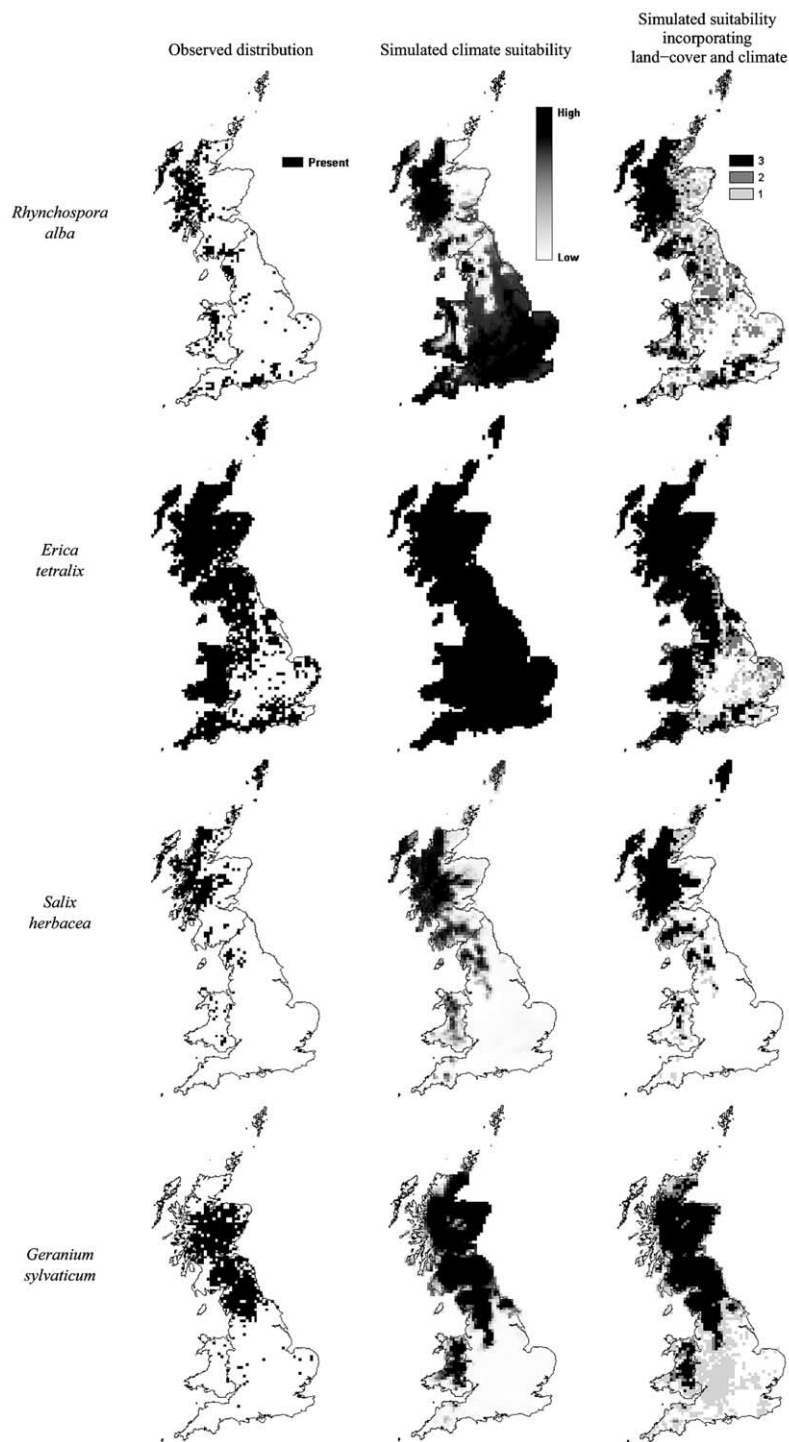 Observed distribution
Simulated climate suitability
Simulated suitability
incorporating
land−cover and climate
Present
High
Low
3
2
1
Rhynchospora
alba
Erica
tetralix
Salix
herbacea
Geranium
sylvaticum